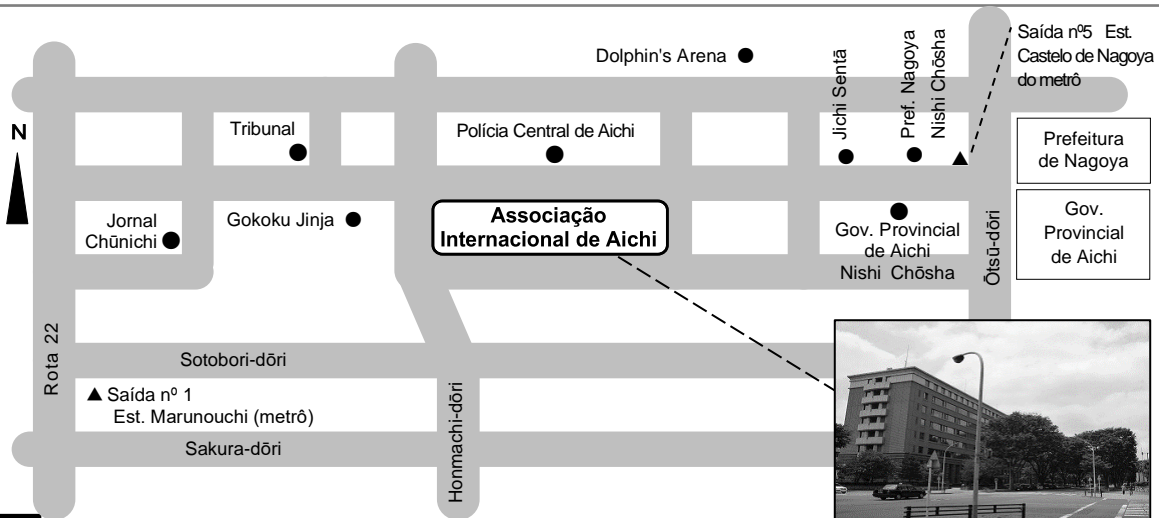 Saída nº5 Est.
Castelo de Nagoya
do metrô
Dolphin's Arena
Jichi Sentā
Pref. Nagoya
Nishi Chōsha
N
Tribunal
Polícia Central de Aichi
Prefeitura
de Nagoya
Jornal
Chūnichi
Gokoku Jinja
Associação
Internacional de Aichi
Gov. Provincial
de Aichi
Nishi Chōsha
Ōtsū-dōri
Gov.
Provincial
de Aichi
Rota 22
Sotobori-dōri
Saída nº 1
Est. Marunouchi (metrô)
Honmachi-dōri
Sakura-dōri